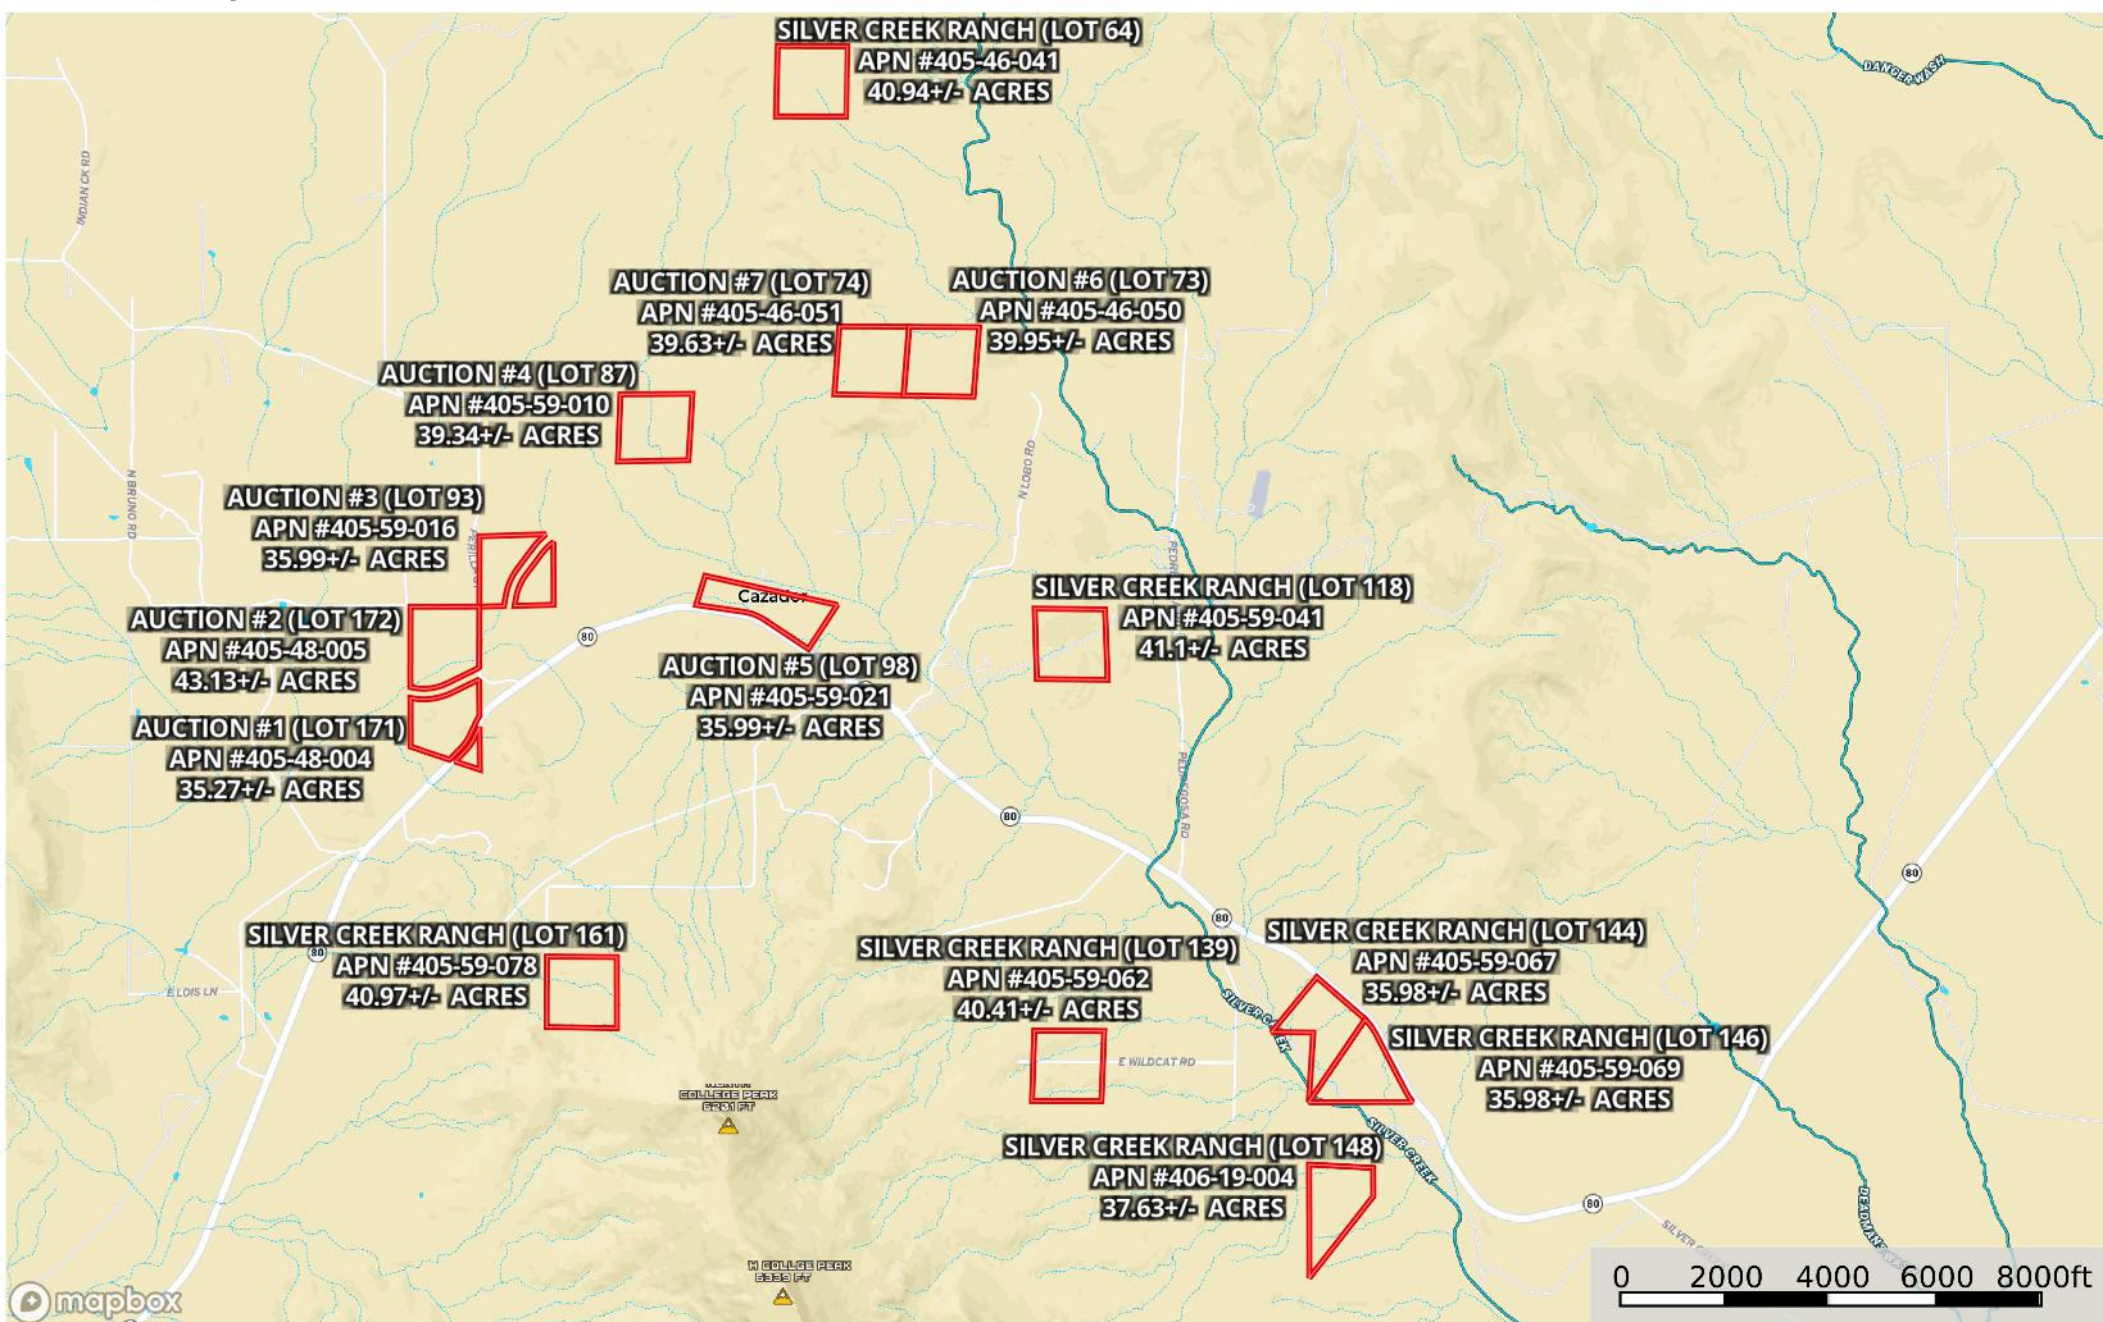 SILVER CREEK RANCH (LOT 64)
APN #405-46-041
40.94+/- ACRES
DANCER WASH
INDIAN CK RD
AUCTION #7 (LOT 74)
APN #405-46-051
39.63+/- ACRES
AUCTION #6 (LOT 73)
APN #405-46-050
39.95+/- ACRES
AUCTION #4 (LOT 87)
APN #405-59-010
39.34+/- ACRES
N BRUNO RD
N LOBO RD
AUCTION #3 (LOT 93)
APN #405-59-016
35.99+/- ACRES
Cazador
SILVER CREEK RANCH (LOT 118)
APN #405-59-041
41.1+/- ACRES
AUCTION #2 (LOT 172)
APN #405-48-005
43.13+/- ACRES
80
AUCTION #5 (LOT 98)
APN #405-59-021
35.99+/- ACRES
AUCTION #1 (LOT 171)
APN #405-48-004
35.27+/- ACRES
PEDREGOSA RD
80
80
80
SILVER CREEK RANCH (LOT 161)
APN #405-59-078
40.97+/- ACRES
80
E LOIS LN
SILVER CREEK RANCH (LOT 139)
APN #405-59-062
40.41+/- ACRES
SILVER CREEK RANCH (LOT 144)
APN #405-59-067
35.98+/- ACRES
SILVER CREEK
SILVER CREEK RANCH (LOT 146)
APN #405-59-069
35.98+/- ACRES
E WILDCAT RD
COLLEGE PEAK
SILVER CREEK RANCH (LOT 148)
APN #406-19-004
37.63+/- ACRES
SILVER CREEK
80
H COLLGE PEAK
mapbox
0 2000 4000 6000 8000ft